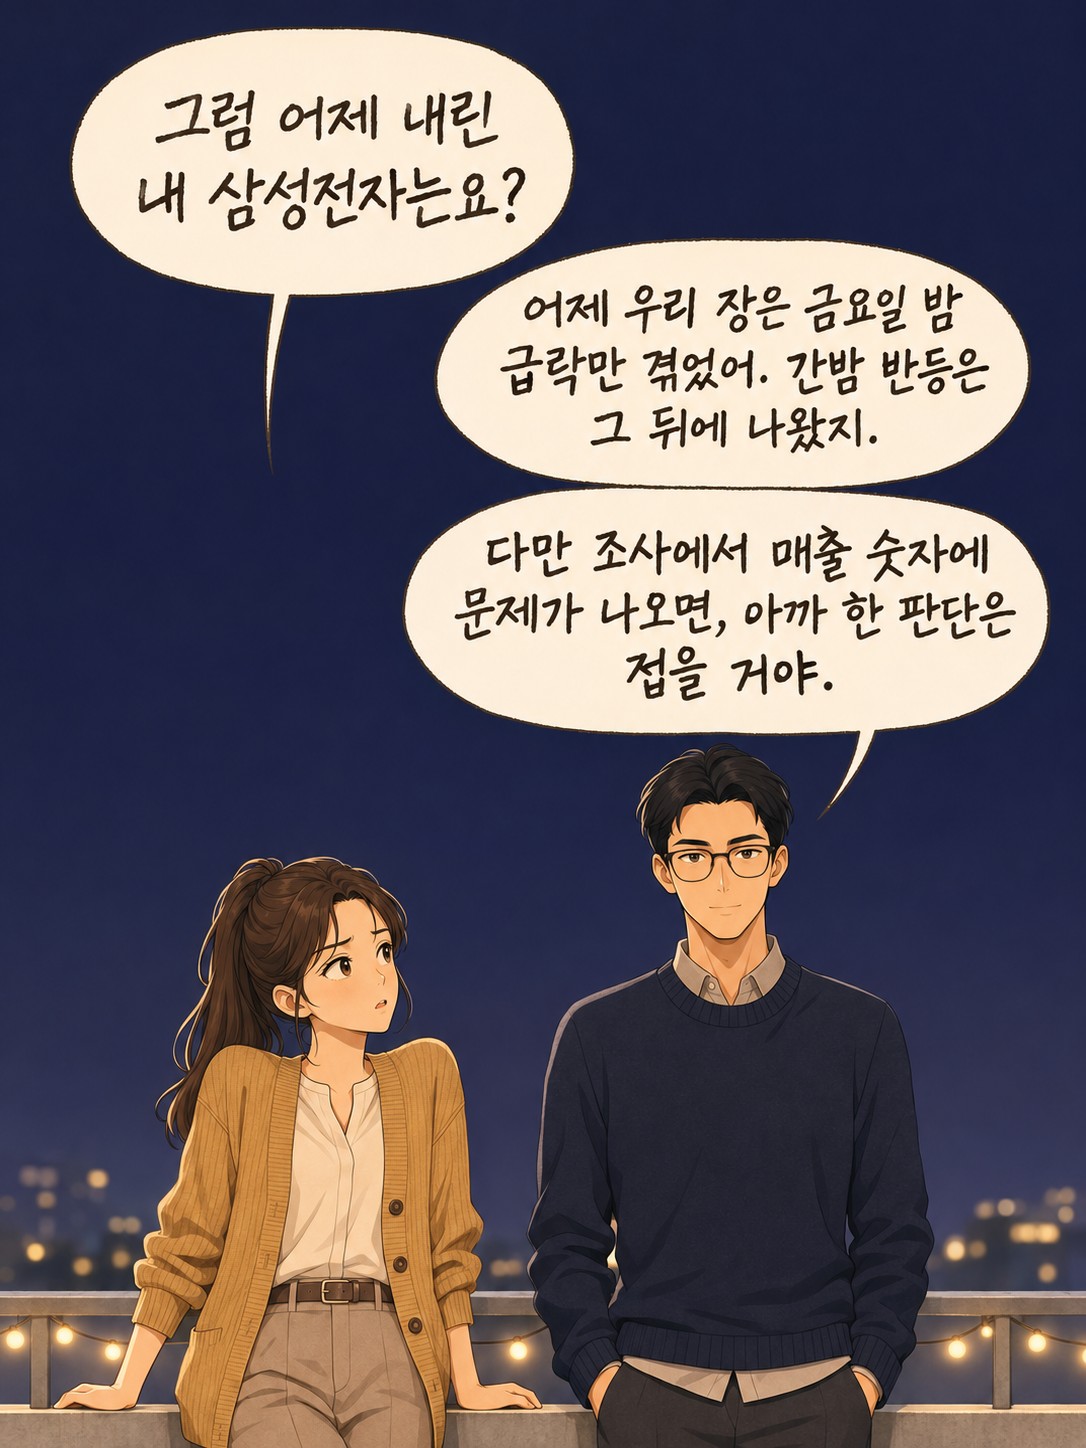 그럼 어제 내린
내 삼성전자는요?
어제 우리 장은 금요일 밤
급락만 겪었어. 간밤 반등은
그 뒤에 나왔지.
다만 조사에서 매출 숫자에
문제가 나오면, 아까 한 판단은
접을 거야.